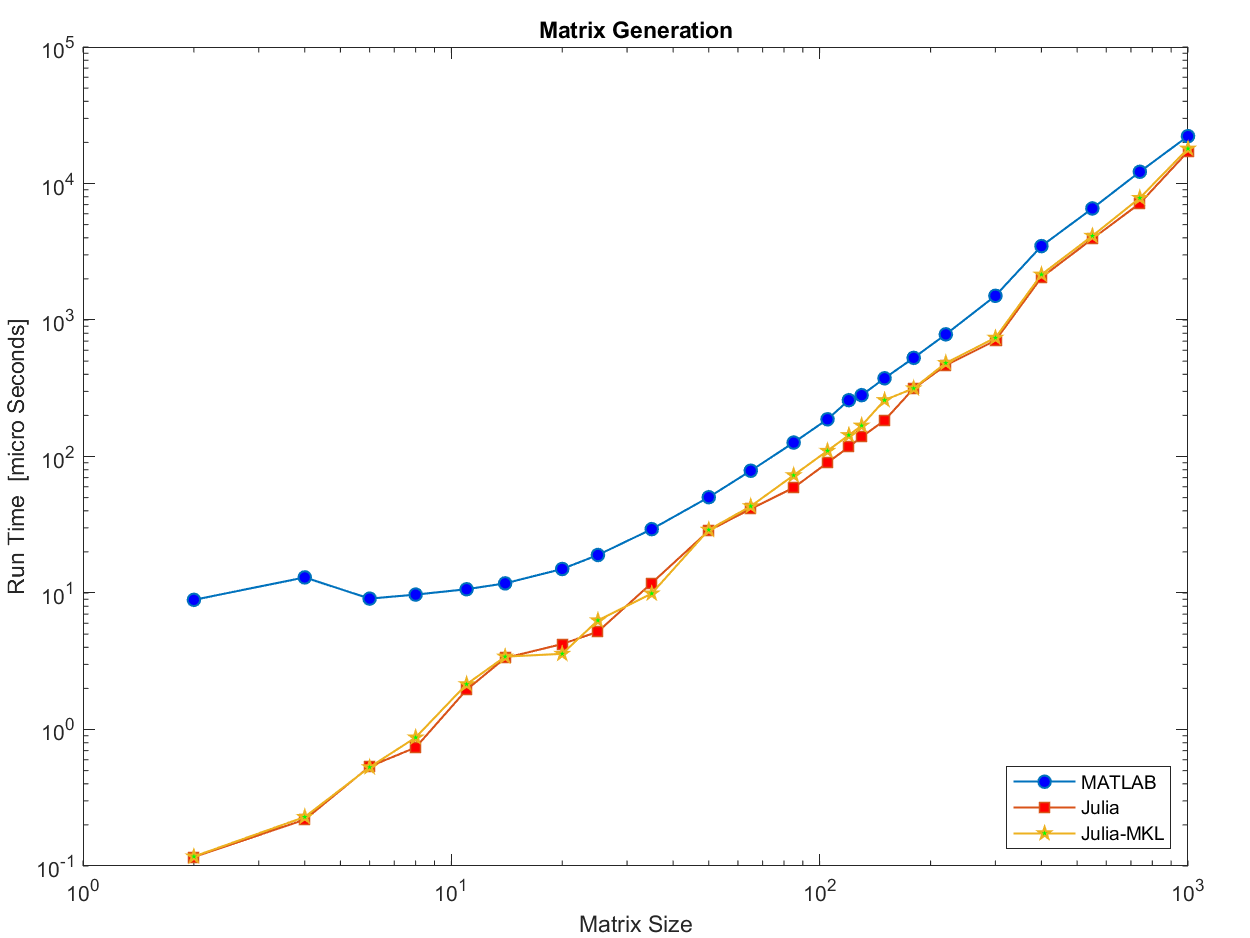 Matrix Generation
10^5
10^4
10^3
10^2
10^1
10^0
10^-1
Run Time [micro Seconds]
10^0 10^1 10^2 10^3
Matrix Size
MATLAB
Julia
Julia-MKL